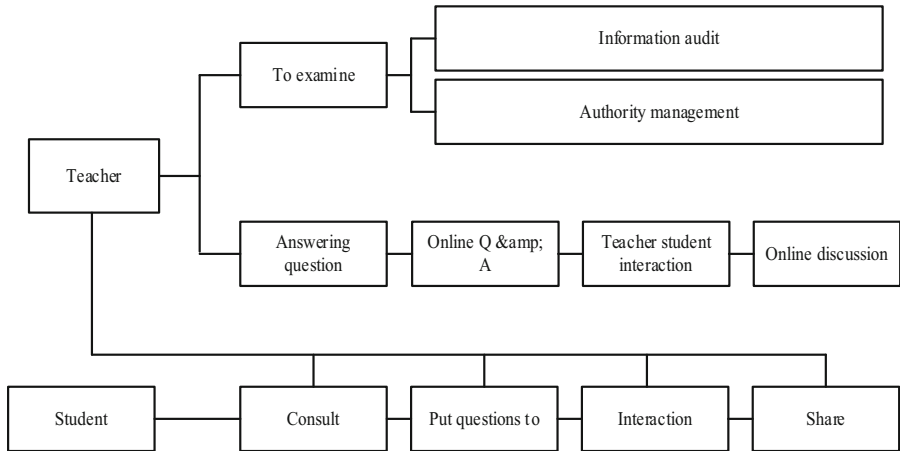 Information audit
To examine
Authority management
Teacher
Answering
question
Online Q &amp;
A
Teacher student
interaction
Online discussion
Student
Consult
Put questions to
Interaction
Share